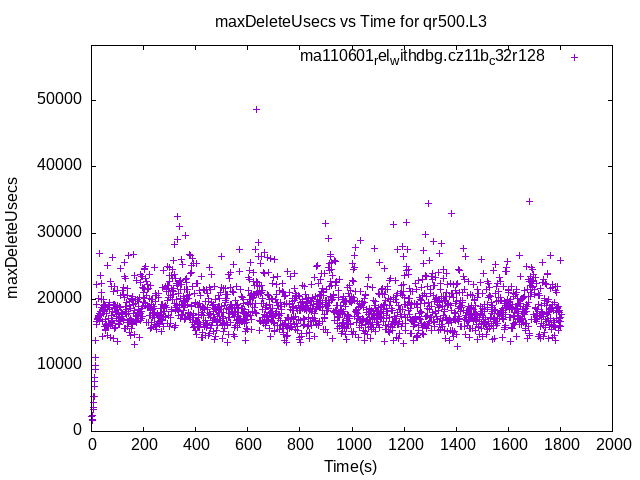 maxDeleteUsecs vs Time for qr500.L3
ma110601relwithdbg.cz11bc32r128
50000
40000
30000
20000
10000
0
maxDeleteUsecs
0 200 400 600 800 1000 1200 1400 1600 1800 2000
Time(s)